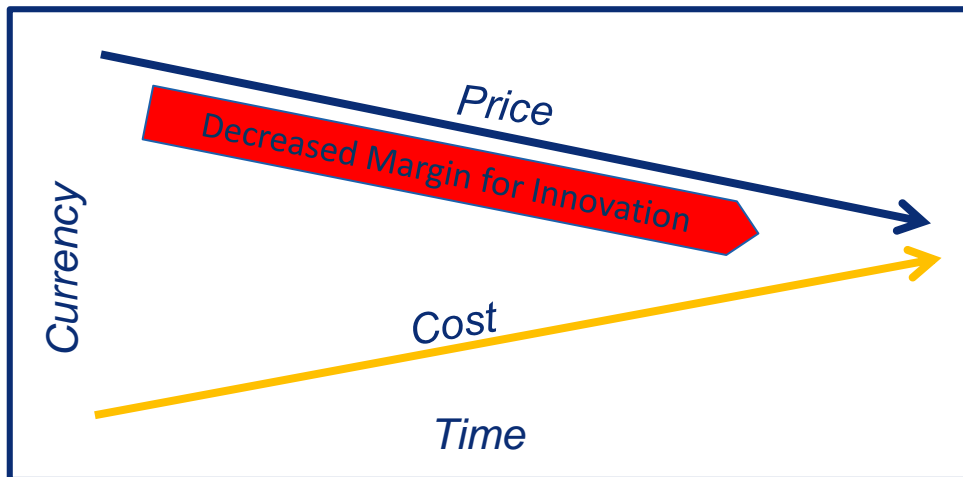 Price
Decreased Margin for Innovation
Currency
Cost
Time